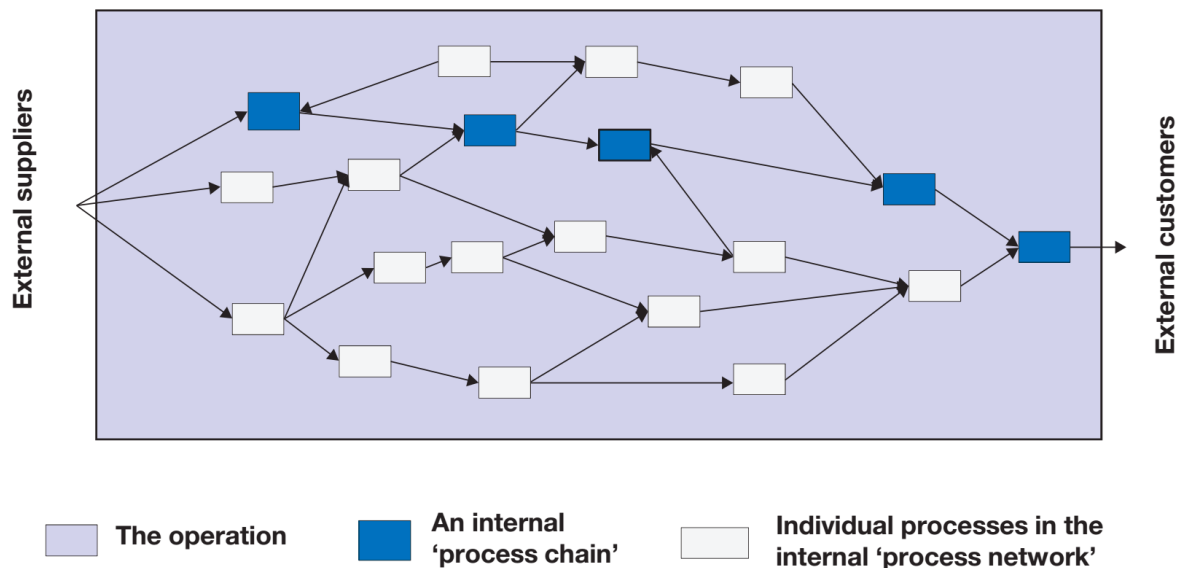 External suppliers
External customers
The operation
An internal
‘process chain’
Individual processes in the
internal ‘process network’